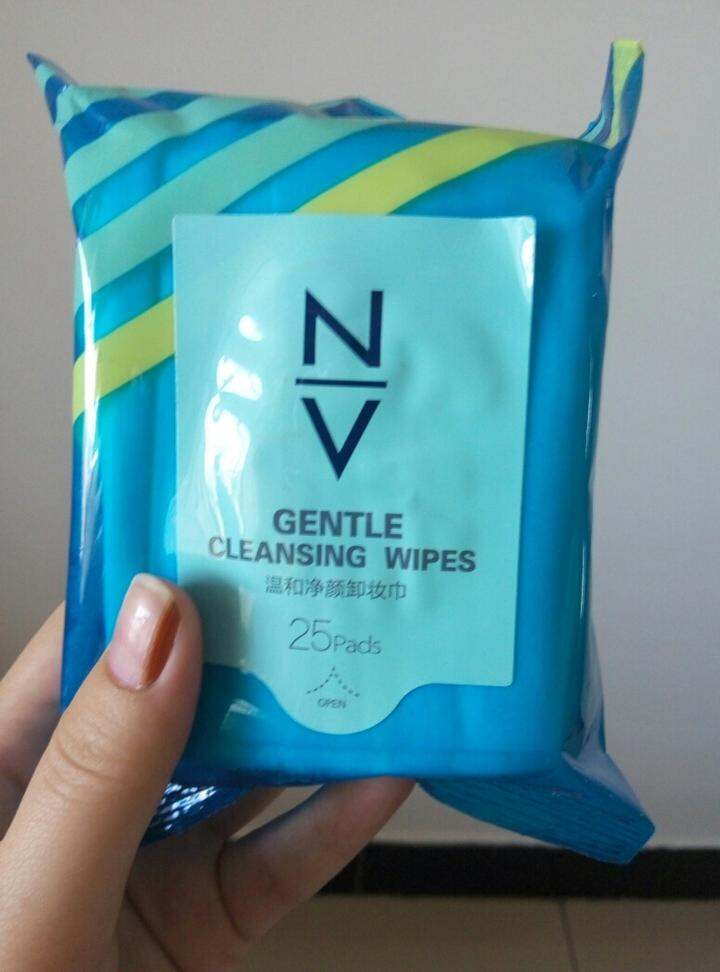 N
V
GENTLE
CLEANSING WIPES
温和净颜卸妆巾
25Pads
OPEN